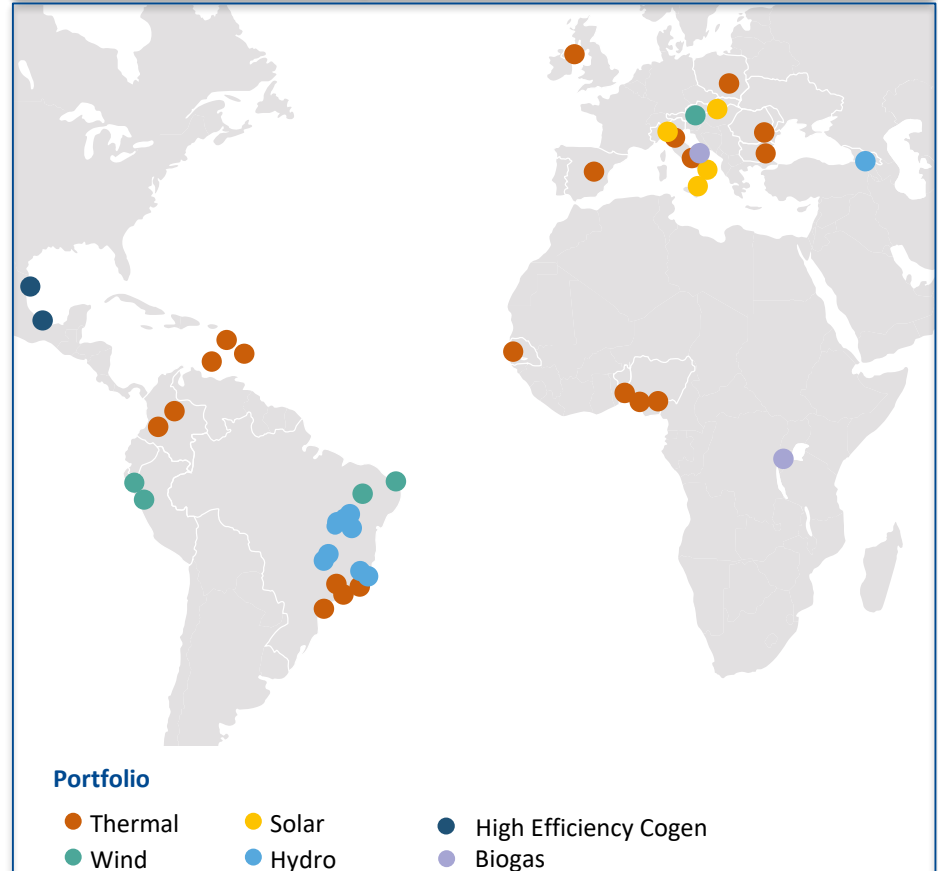 Portfolio
Thermal Solar High Efficiency Cogen
Wind Hydro Biogas